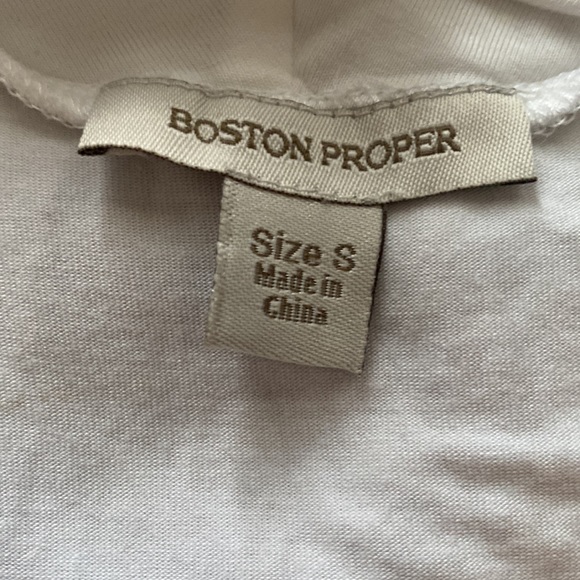 BOSTON PROPER
Size S
Made in
China